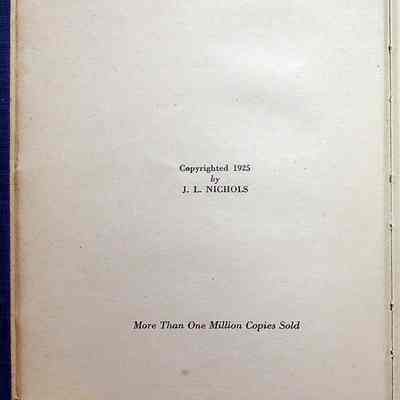 Copyrighted 1925
by
J. L. NICHOLS
More Than One Million Copies Sold